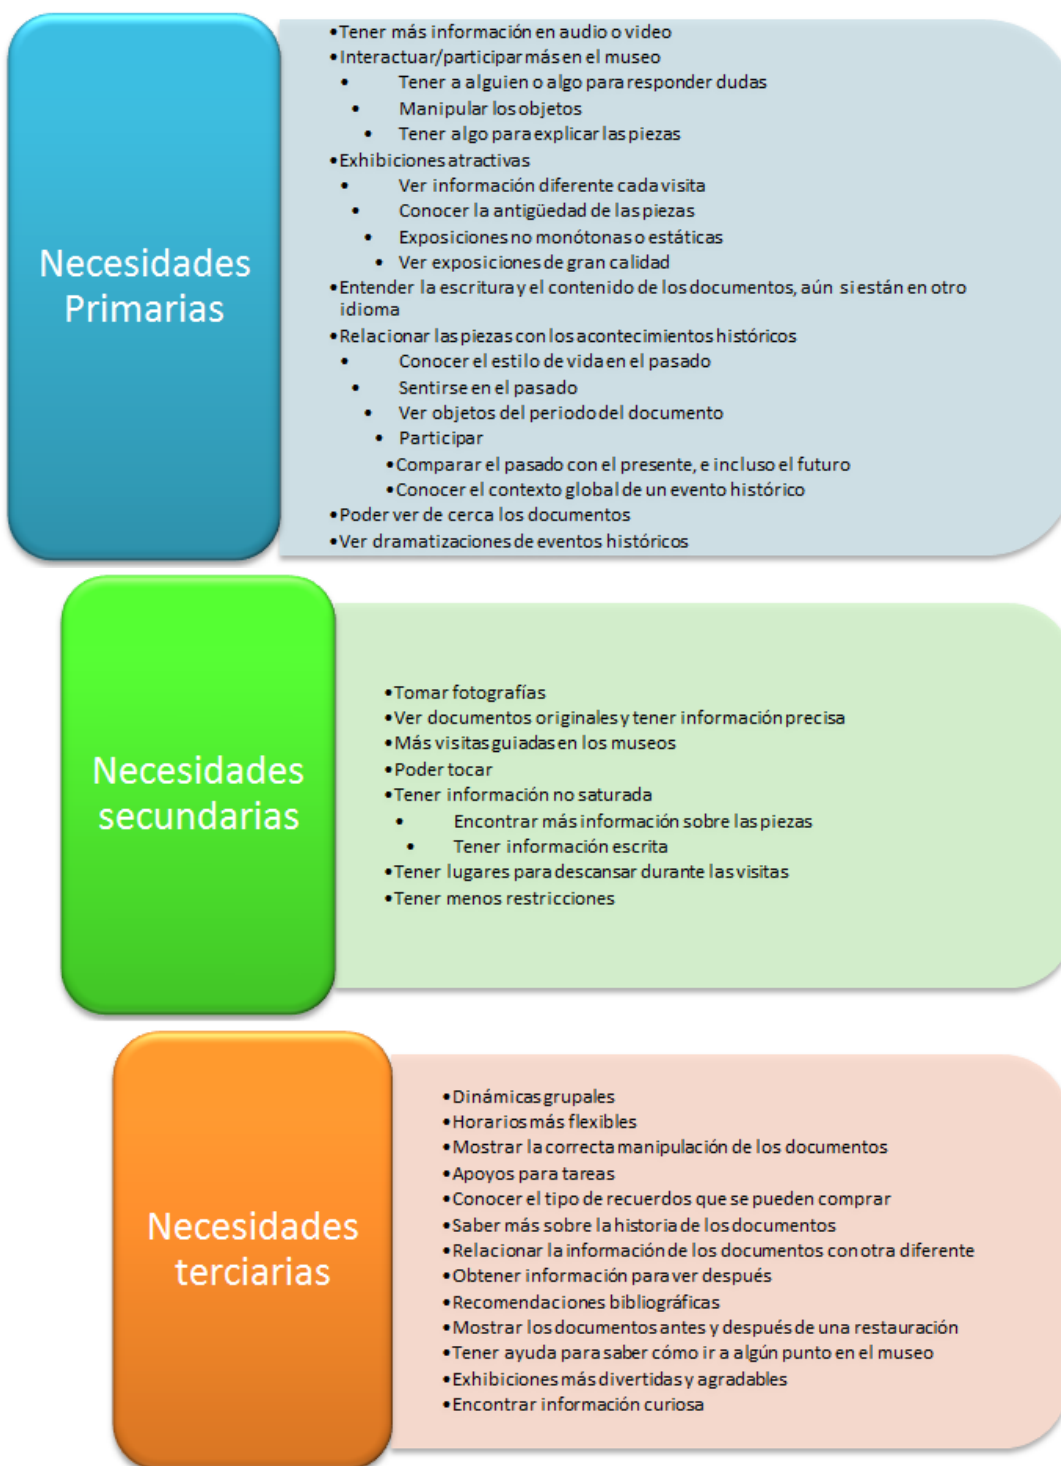 Necesidades
Primarias
•Tener más información en audio o video
•Interactuar/participar más en el museo
• Tener a alguien o algo para responder dudas
• Manipular los objetos
• Tener algo para explicar las piezas
•Exhibiciones atractivas
• Ver información diferente cada visita
• Conocer la antigüedad de las piezas
• Exposiciones no monótonas o estáticas
• Ver exposiciones de gran calidad
•Entender la escritura y el contenido de los documentos, aún si están en otro
idioma
•Relacionar las piezas con los acontecimientos históricos
• Conocer el estilo de vida en el pasado
• Sentirse en el pasado
• Ver objetos del periodo del documento
• Participar
•Comparar el pasado con el presente, e incluso el futuro
•Conocer el contexto global de un evento histórico
•Poder ver de cerca los documentos
•Ver dramatizaciones de eventos históricos
Necesidades
secundarias
•Tomar fotografías
•Ver documentos originales y tener información precisa
•Más visitas guiadas en los museos
•Poder tocar
•Tener información no saturada
• Encontrar más información sobre las piezas
• Tener información escrita
•Tener lugares para descansar durante las visitas
•Tener menos restricciones
Necesidades
terciarias
•Dinámicas grupales
•Horarios más flexibles
•Mostrar la correcta manipulación de los documentos
•Apoyos para tareas
•Conocer el tipo de recuerdos que se pueden comprar
•Saber más sobre la historia de los documentos
•Relacionar la información de los documentos con otra diferente
•Obtener información para ver después
•Recomendaciones bibliográficas
•Mostrar los documentos antes y después de una restauración
•Tener ayuda para saber cómo ir a algún punto en el museo
•Exhibiciones más divertidas y agradables
•Encontrar información curiosa